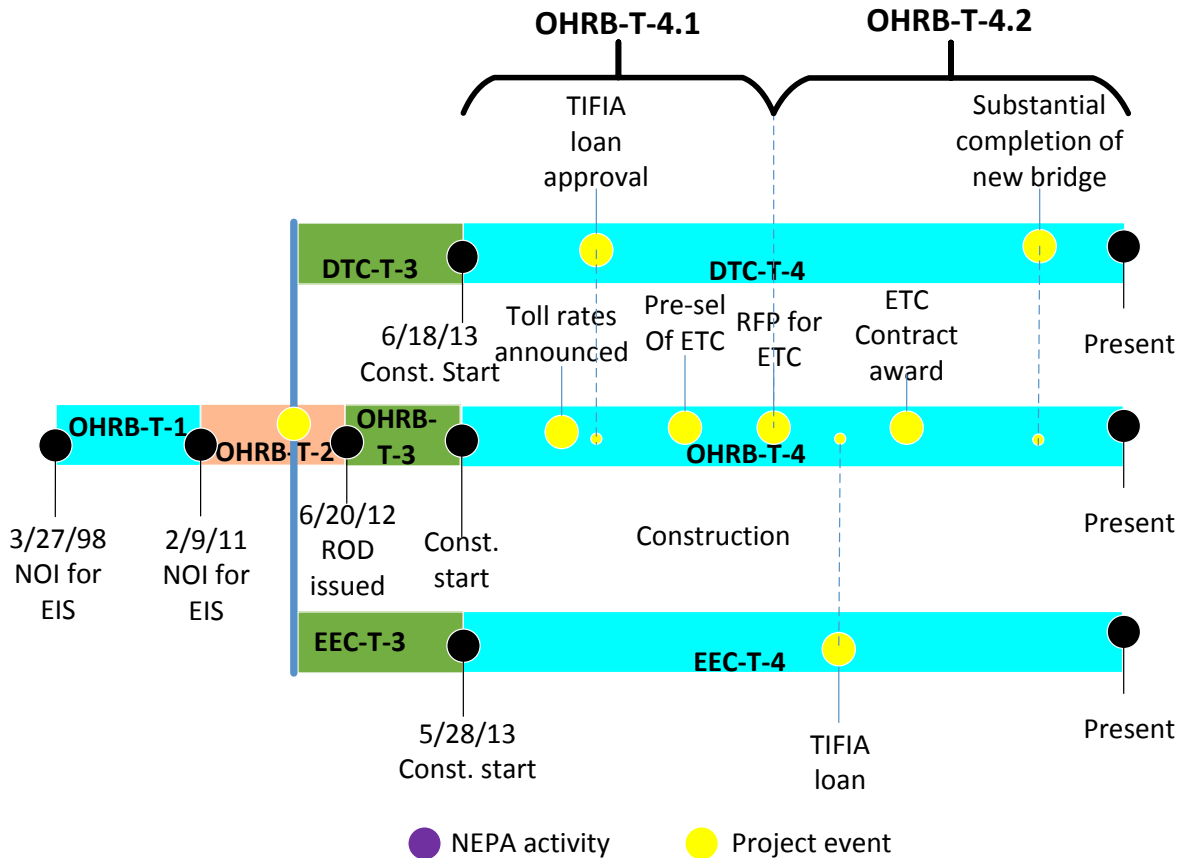 OHRB-T-4.1
OHRB-T-4.2
TIFIA
loan
approval
Substantial
completion of
new bridge
DTC-T-3
DTC-T-4
6/18/13
Const. Start
Toll rates
announced
Pre-sel
Of ETC
RFP for
ETC
ETC
Contract
award
Present
OHRB-T-1
OHRB-T-2
OHRB-
T-3
OHRB-T-4
3/27/98
NOI for
EIS
2/9/11
NOI for
EIS
6/20/12
ROD
issued
Const.
start
Construction
Present
EEC-T-3
EEC-T-4
5/28/13
Const. start
TIFIA
loan
Present
NEPA activity
Project event